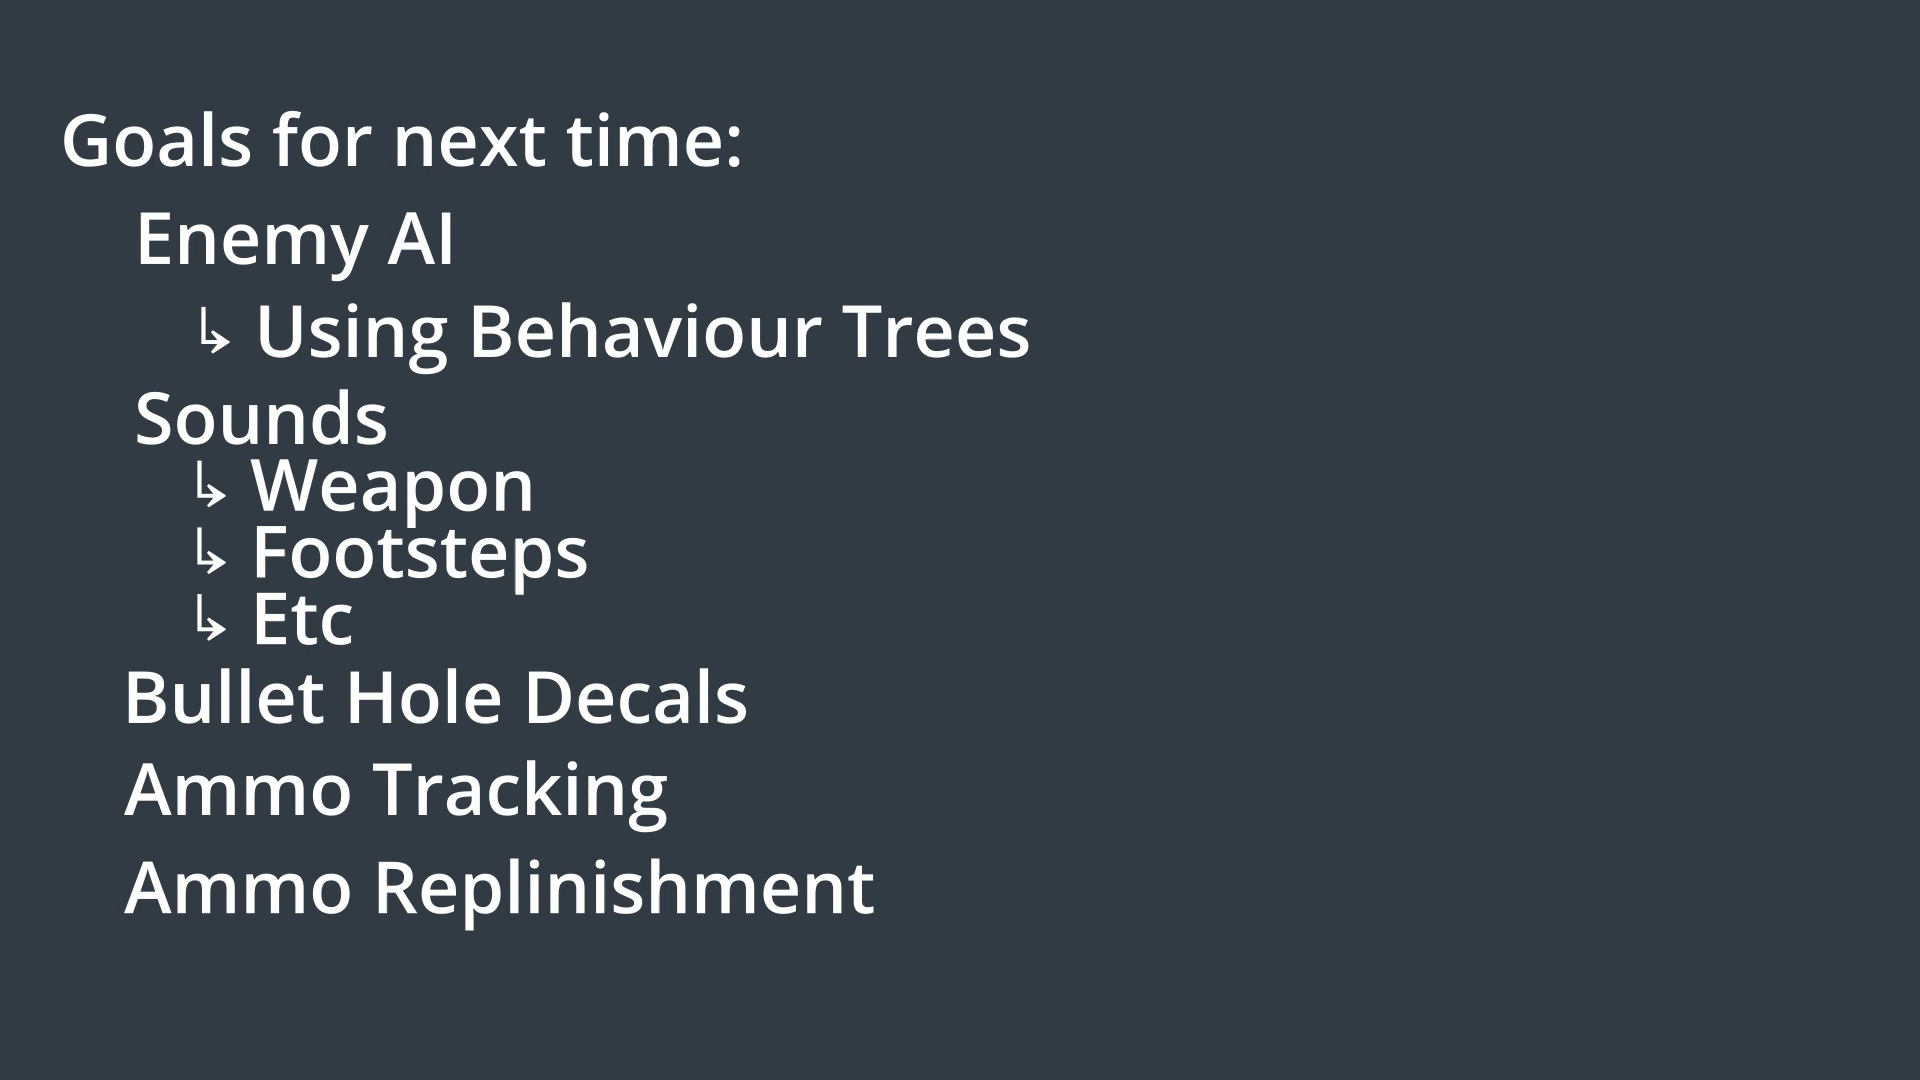 Goals for next time:
Enemy AI
↳ Using Behaviour Trees
Sounds
↳ Weapon
↳ Footsteps
↳ Etc
Bullet Hole Decals
Ammo Tracking
Ammo Replinishment